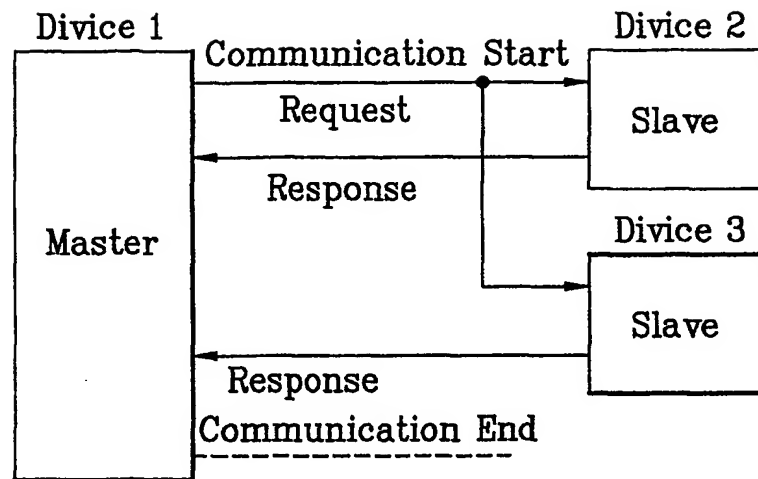 Divice 1
Divice 2
Communication Start
Request
Slave
Response
Divice 3
Master
Slave
Response
Communication End